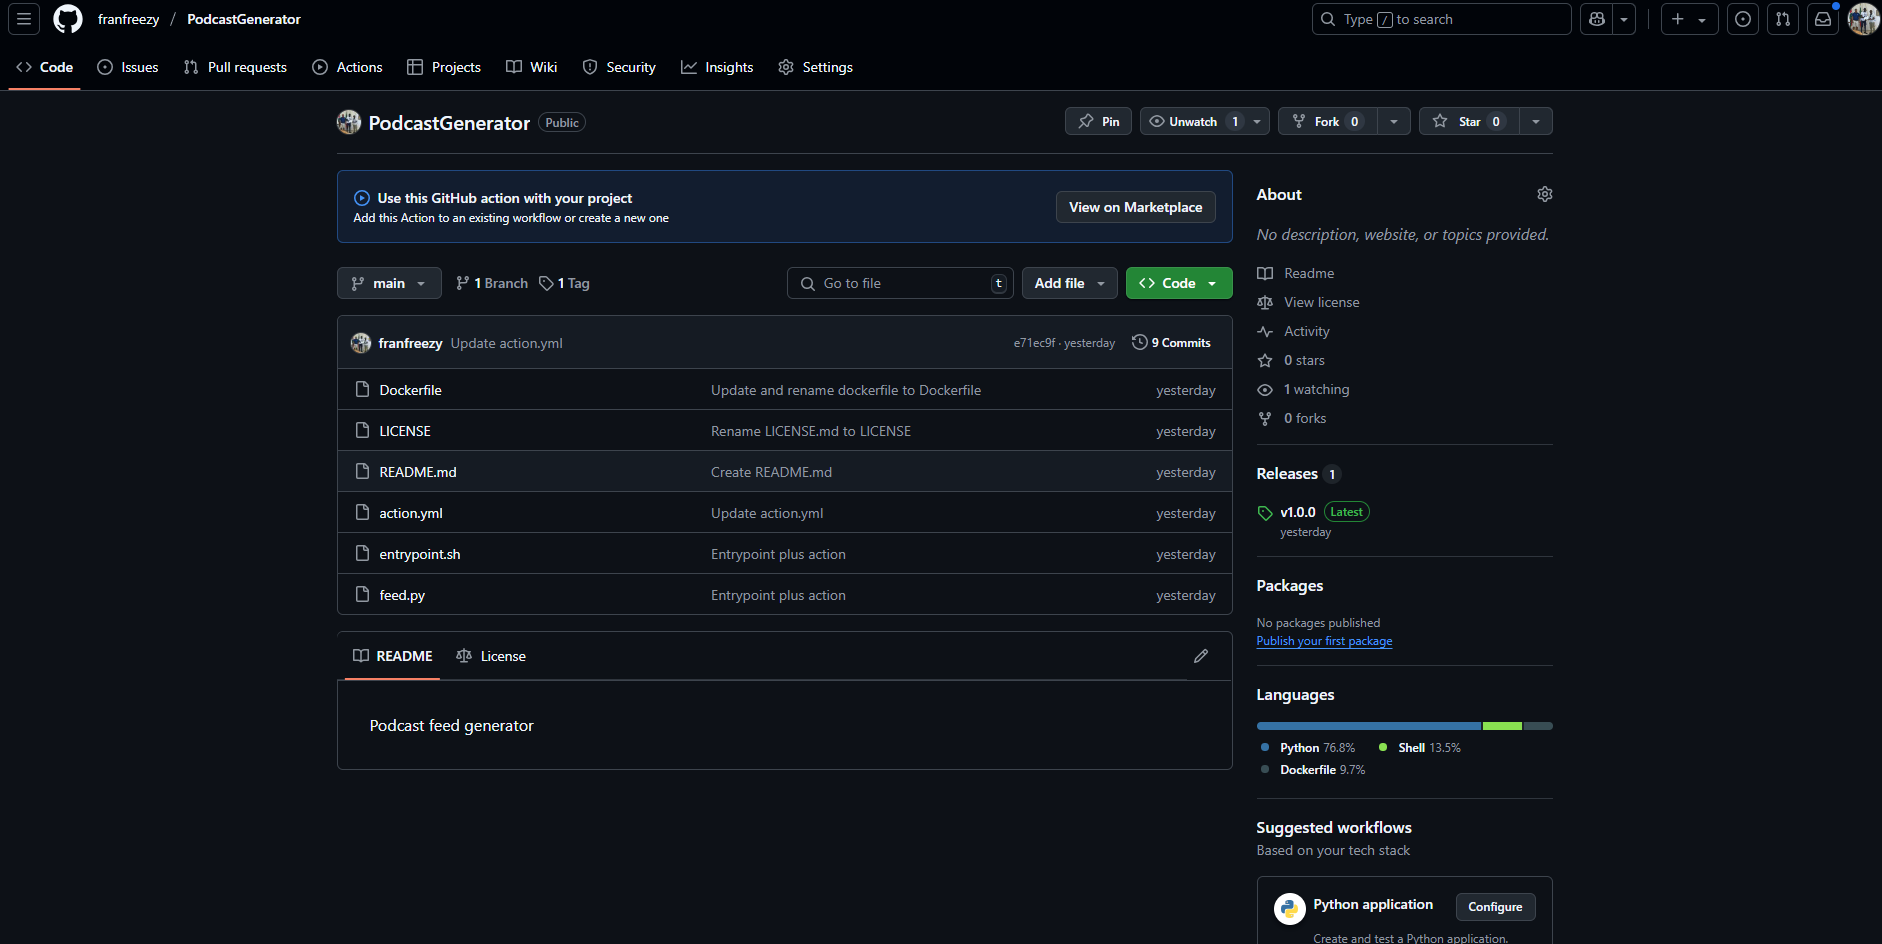 franfreezy / PodcastGenerator
Type / to search
Code
Issues
Pull requests
Actions
Projects
Wiki
Security
Insights
Settings
PodcastGenerator Public
Pin
Unwatch 1
Fork 0
Star 0
Use this GitHub action with your project
Add this Action to an existing workflow or create a new one
View on Marketplace
main
1 Branch
1 Tag
Go to file t
Add file
Code
franfreezy Update action.yml e71ec9f · yesterday 9 Commits
Dockerfile Update and rename dockerfile to Dockerfile yesterday
LICENSE Rename LICENSE.md to LICENSE yesterday
README.md Create README.md yesterday
action.yml Update action.yml yesterday
entrypoint.sh Entrypoint plus action yesterday
feed.py Entrypoint plus action yesterday
README
License
Podcast feed generator
About
No description, website, or topics provided.
Readme
View license
Activity
0 stars
1 watching
0 forks
Releases 1
v1.0.0 Latest
yesterday
Packages
No packages published
Publish your first package
Languages
Python 76.8% Shell 13.5%
Dockerfile 9.7%
Suggested workflows
Based on your tech stack
Python application
Configure
Create and test a Python application.